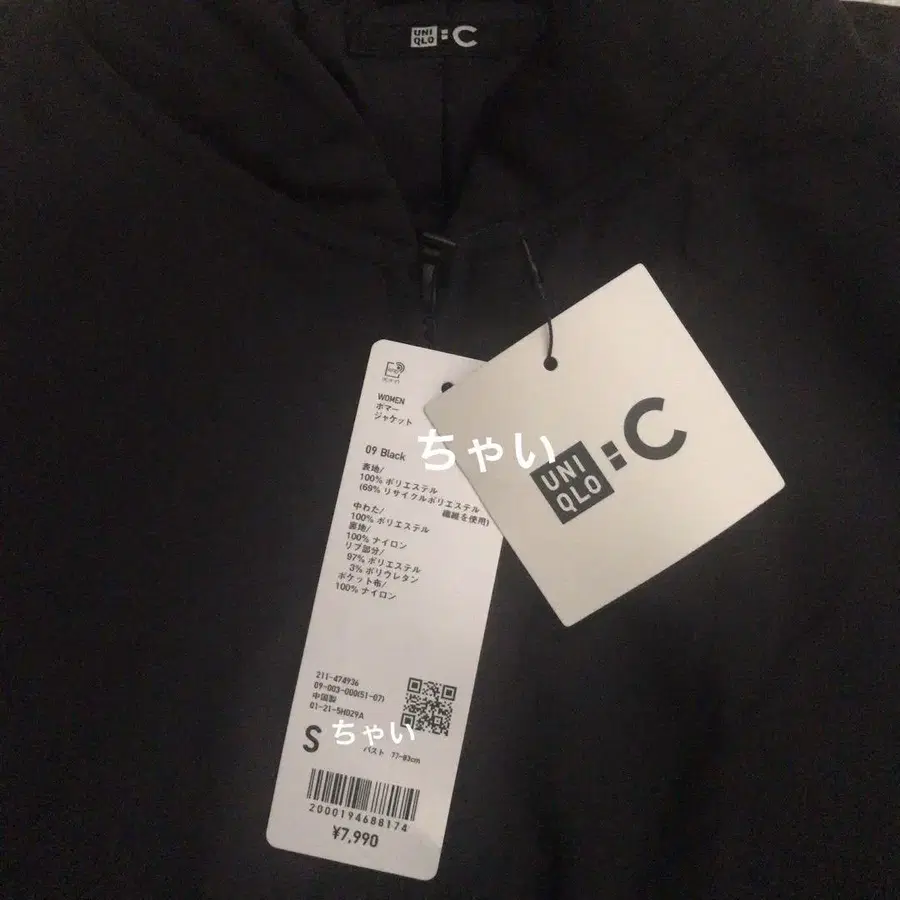 UNI
QLO :C
WOMEN
ボマー
ジャケット
09 Black
ちゃい
表地/
100% ポリエステル
(69% リサイクルポリエステル
繊維を使用)
中わた/
100% ポリエステル
裏地/
100% ナイロン
リブ部分/
97% ポリエステル
3% ポリウレタン
ポケット布/
100% ナイロン
UNI
QLO :C
211-474936
09-003-000(51-07)
中国製
01-21-5H029A
S
ちゃい
バスト 77-83cm
2000194688174
¥7,990